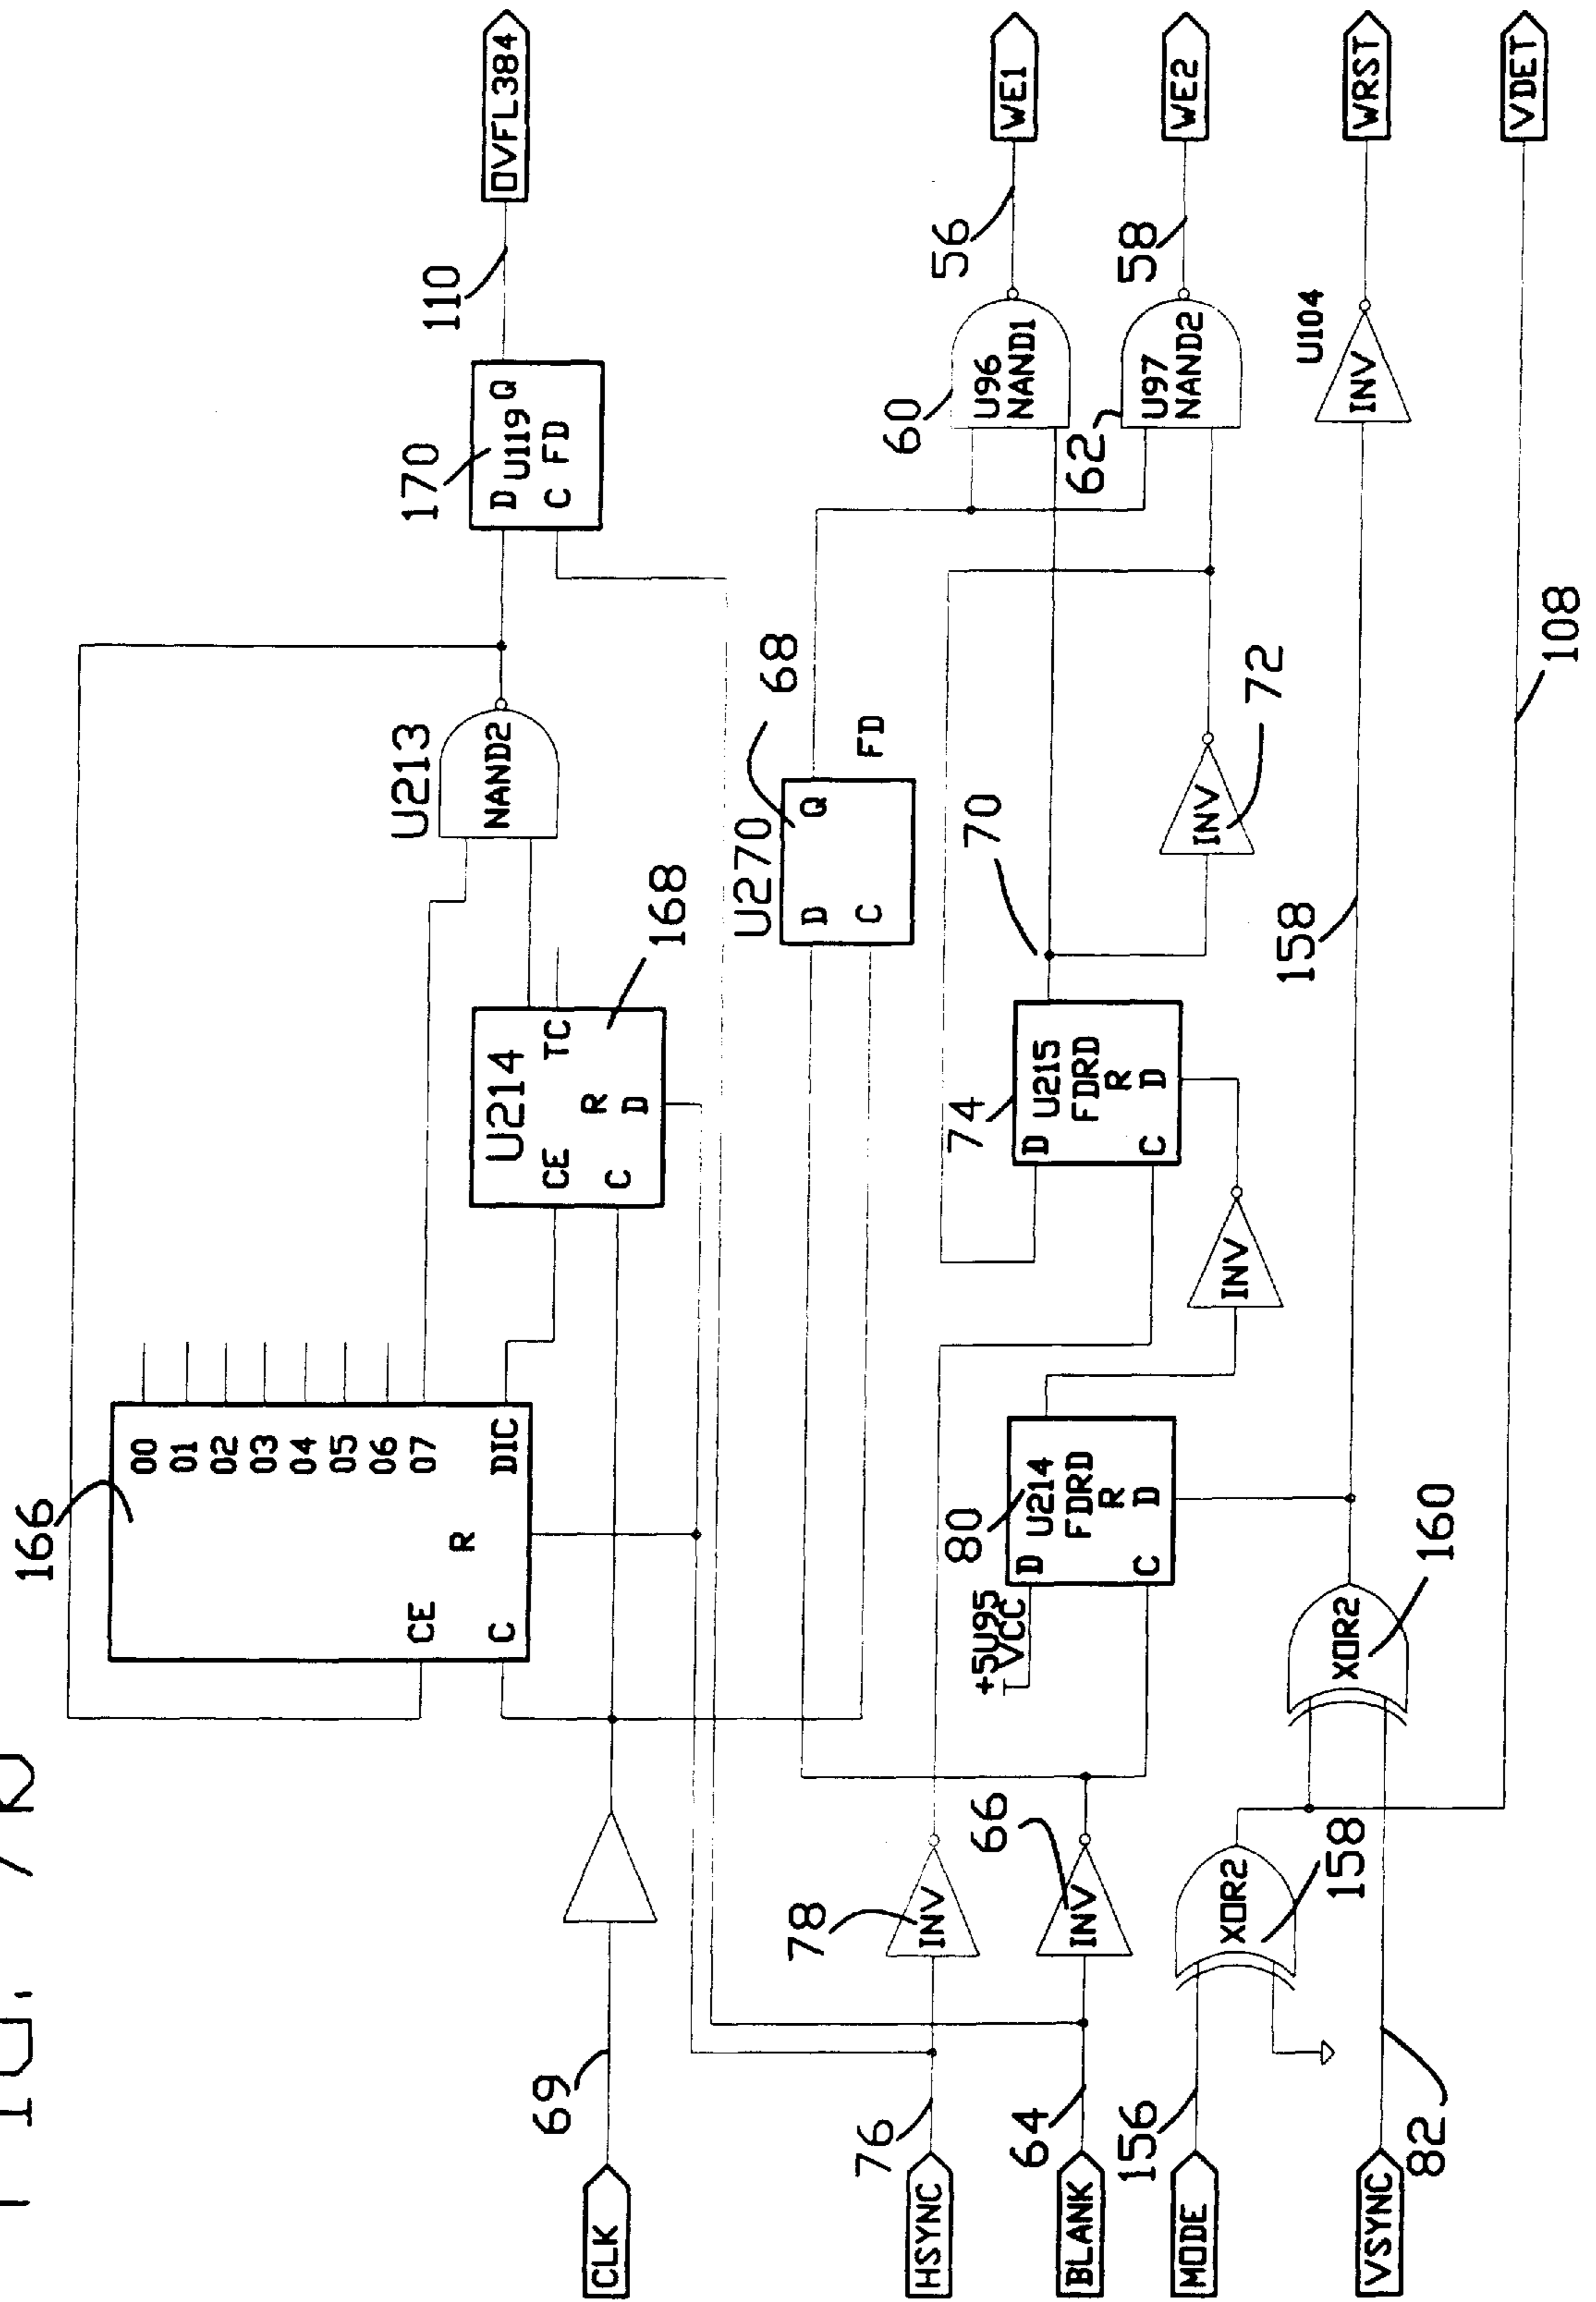 166
00
01
02
03
04
05
06
07
CE
R
C
DIC
U214
CE
TC
R
C
D
168
U213
NAND2
170
D
Q
U119
C
FD
110
OVFL384
CLK
69
U270
D
Q
C
68
FD
HSYNC
76
78
INV
BLANK
64
66
INV
+5U95
VCC
80
D
U214
FDRD
R
C
D
INV
74
D
U215
FDRD
R
C
D
70
INV
72
60
U96
NAND1
56
WE1
62
U97
NAND2
58
WE2
MODE
156
XOR2
158
VSYNC
82
XOR2
160
158
U104
INV
WRST
108
VDET